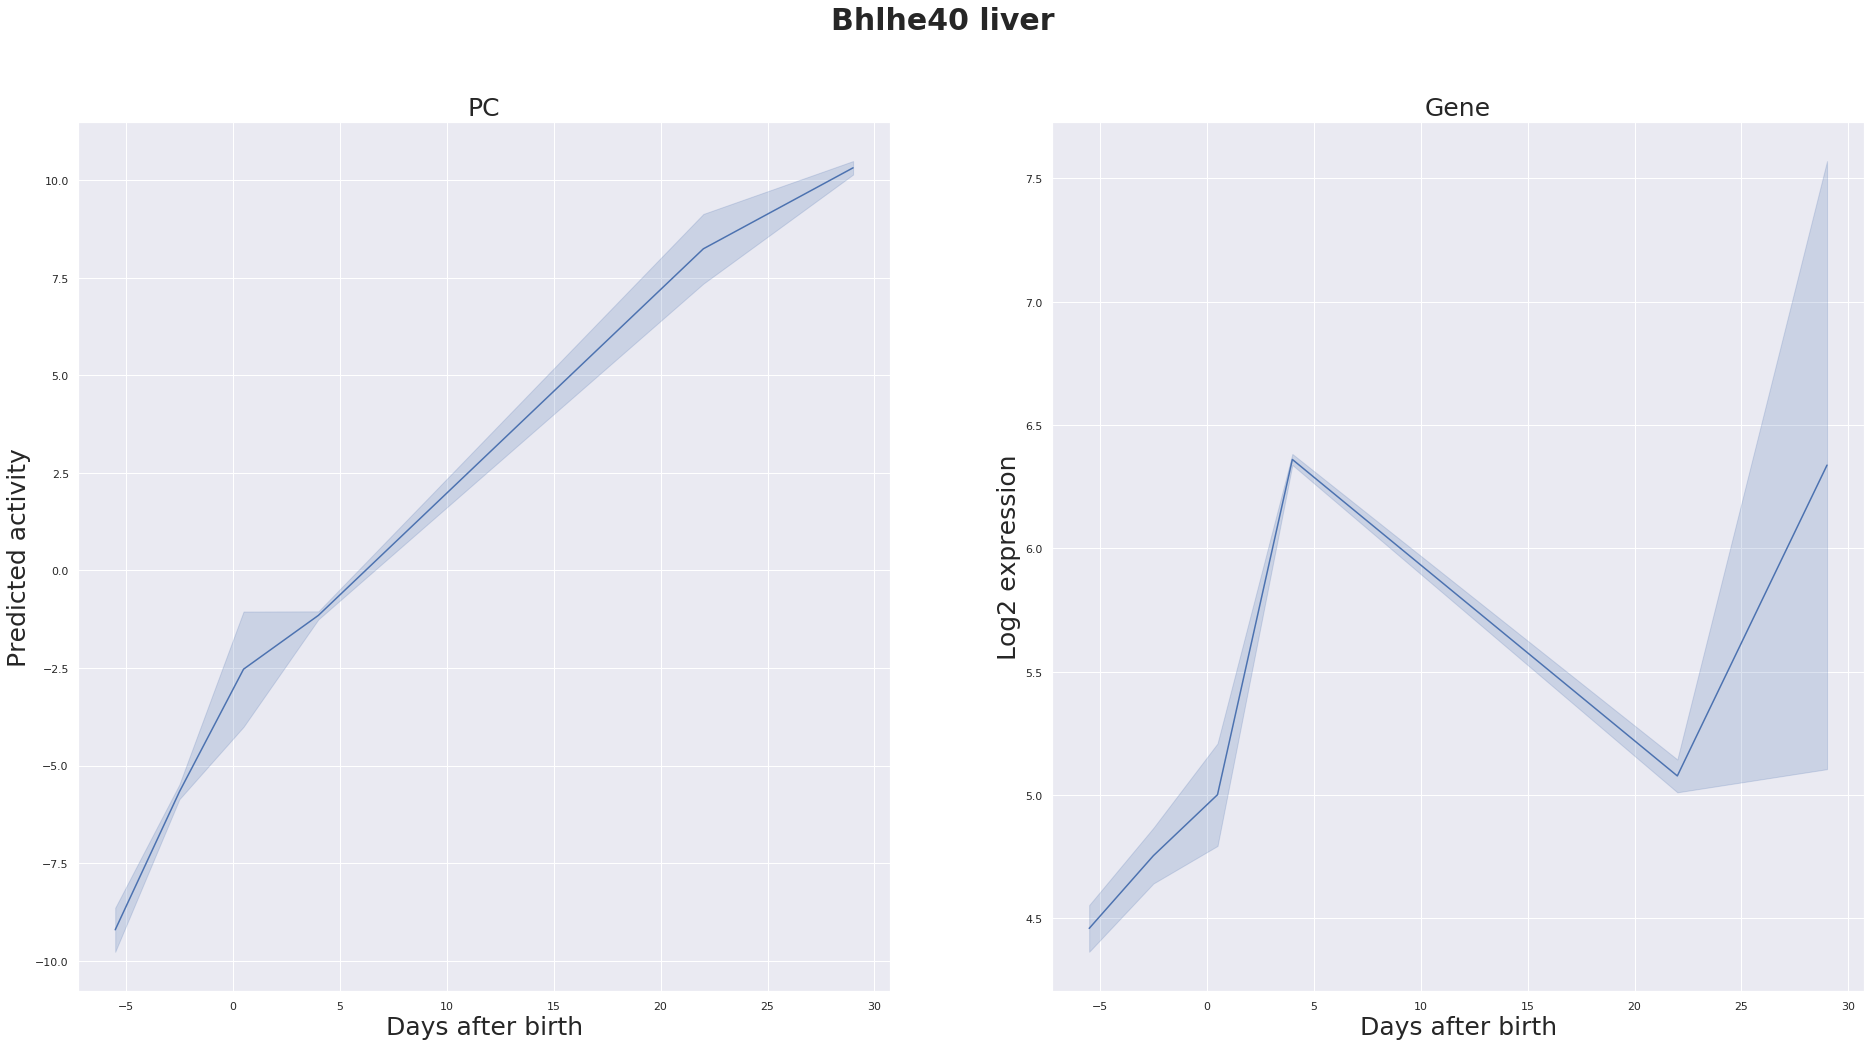 Bhlhe40 liver
PC
Predicted activity
10.0
7.5
5.0
2.5
0.0
−2.5
−5.0
−7.5
−10.0
−5 0 5 10 15 20 25 30
Days after birth
Gene
Log2 expression
7.5
7.0
6.5
6.0
5.5
5.0
4.5
−5 0 5 10 15 20 25 30
Days after birth